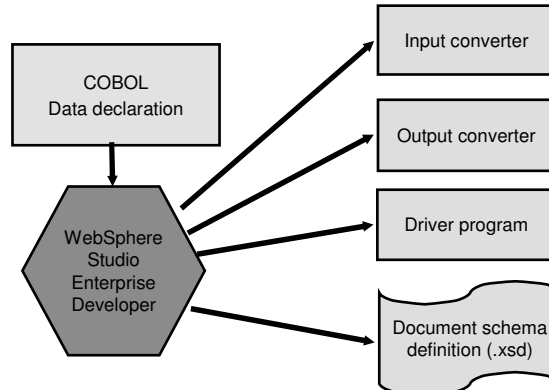 COBOL
Data declaration
WebSphere
Studio
Enterprise
Developer
Input converter
Output converter
Driver program
Document schema
definition (.xsd)